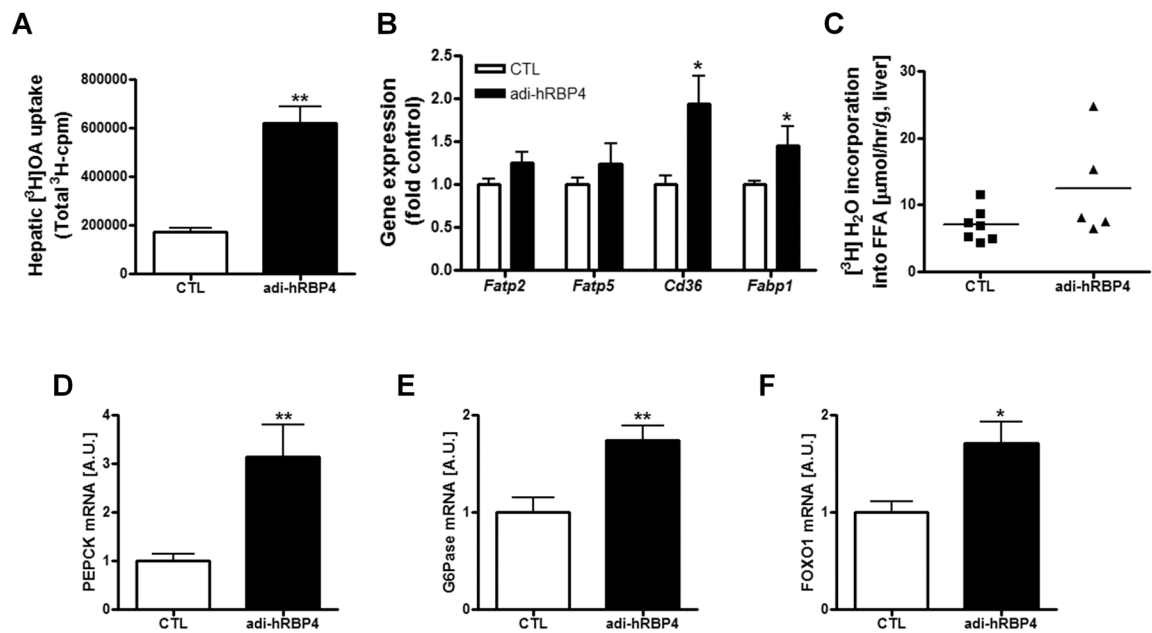 A
Hepatic [³H]OA uptake
(Total ³H-cpm)
800000
600000
400000
200000
0
**
CTL
adi-hRBP4
B
Gene expression
(fold control)
2.5
2.0
1.5
1.0
0.5
0.0
CTL
adi-hRBP4
*
*
Fatp2
Fatp5
Cd36
Fabp1
C
[³H] H₂O incorporation
into FFA [µmol/hr/g, liver]
30
20
10
0
CTL
adi-hRBP4
D
PEPCK mRNA [A.U.]
4
3
2
1
0
**
CTL
adi-hRBP4
E
G6Pase mRNA [A.U.]
2
1
0
**
CTL
adi-hRBP4
F
FOXO1 mRNA [A.U.]
2
1
0
*
CTL
adi-hRBP4